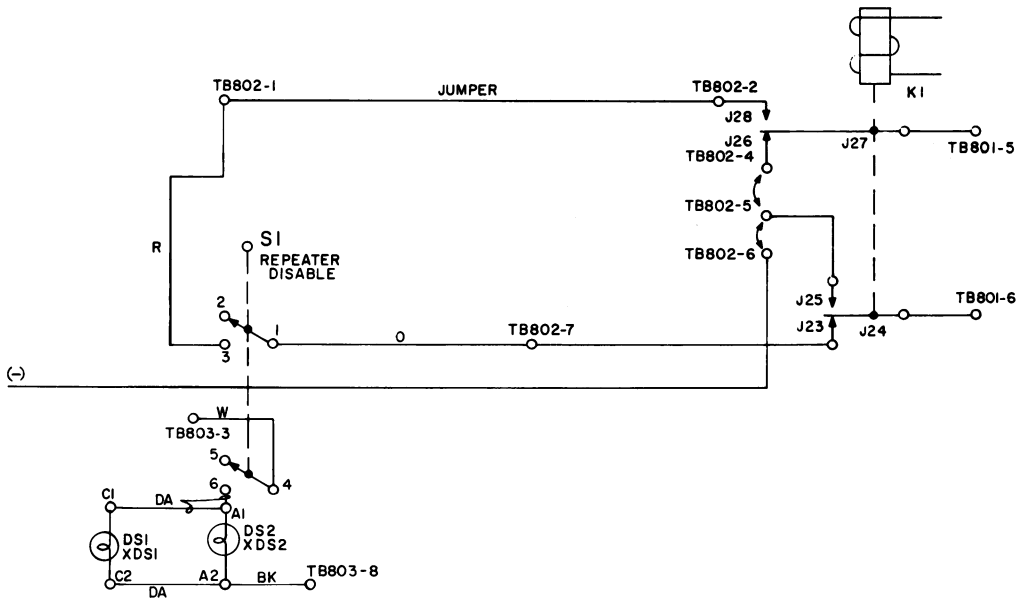 K1
TB802-1
JUMPER
TB802-2
J28
J26
J27
TB801-5
TB802-4
TB802-5
TB802-6
R
S1
REPEATER
DISABLE
2
1
3
O
TB802-7
J25
J23
J24
TB801-6
(-)
W
TB803-3
5
6
4
C1
DA
A1
DS1
XDS1
DS2
XDS2
C2
DA
A2
BK
TB803-8